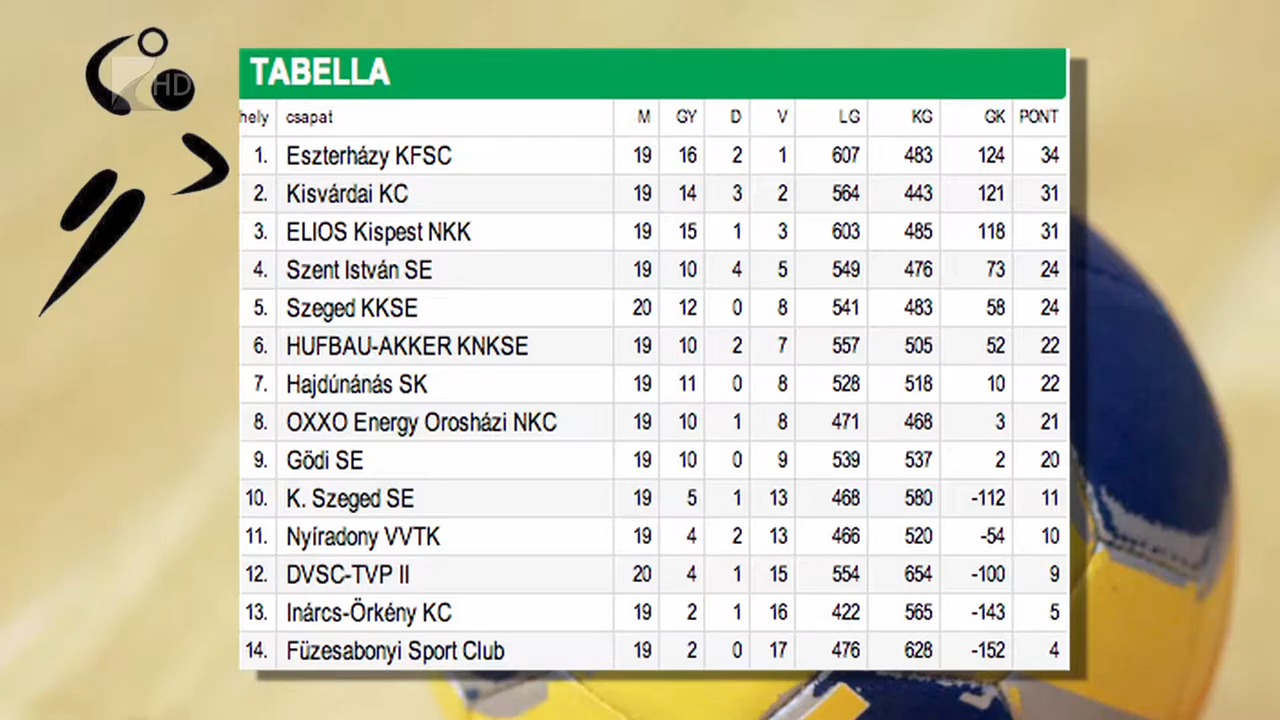 HD
TABELLA
hely csapat M GY D V LG KG GK PONT
1. Eszterházy KFSC 19 16 2 1 607 483 124 34
2. Kisvárdai KC 19 14 3 2 564 443 121 31
3. ELIOS Kispest NKK 19 15 1 3 603 485 118 31
4. Szent István SE 19 10 4 5 549 476 73 24
5. Szeged KKSE 20 12 0 8 541 483 58 24
6. HUFBAU-AKKER KNKSE 19 10 2 7 557 505 52 22
7. Hajdúnánás SK 19 11 0 8 528 518 10 22
8. OXXO Energy Orosházi NKC 19 10 1 8 471 468 3 21
9. Gödi SE 19 10 0 9 539 537 2 20
10. K. Szeged SE 19 5 1 13 468 580 -112 11
11. Nyíradony VVTK 19 4 2 13 466 520 -54 10
12. DVSC-TVP II 20 4 1 15 554 654 -100 9
13. Inárcs-Örkény KC 19 2 1 16 422 565 -143 5
14. Füzesabonyi Sport Club 19 2 0 17 476 628 -152 4